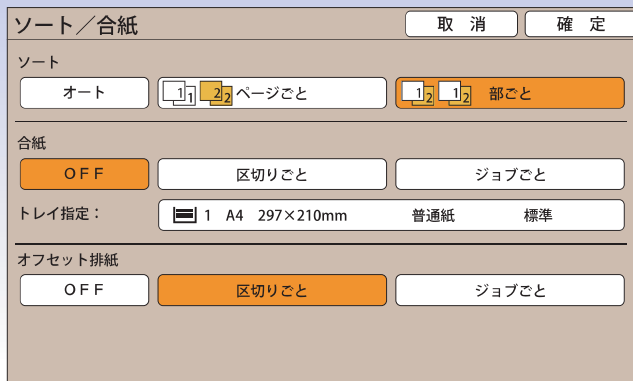 ソート／合紙 取 消 確 定
ソート
オート 1 1 2 2 ページごと 1 2 1 2 部ごと
合紙
OFF 区切りごと ジョブごと
トレイ指定： 1 A4 297×210mm 普通紙 標準
オフセット排紙
OFF 区切りごと ジョブごと